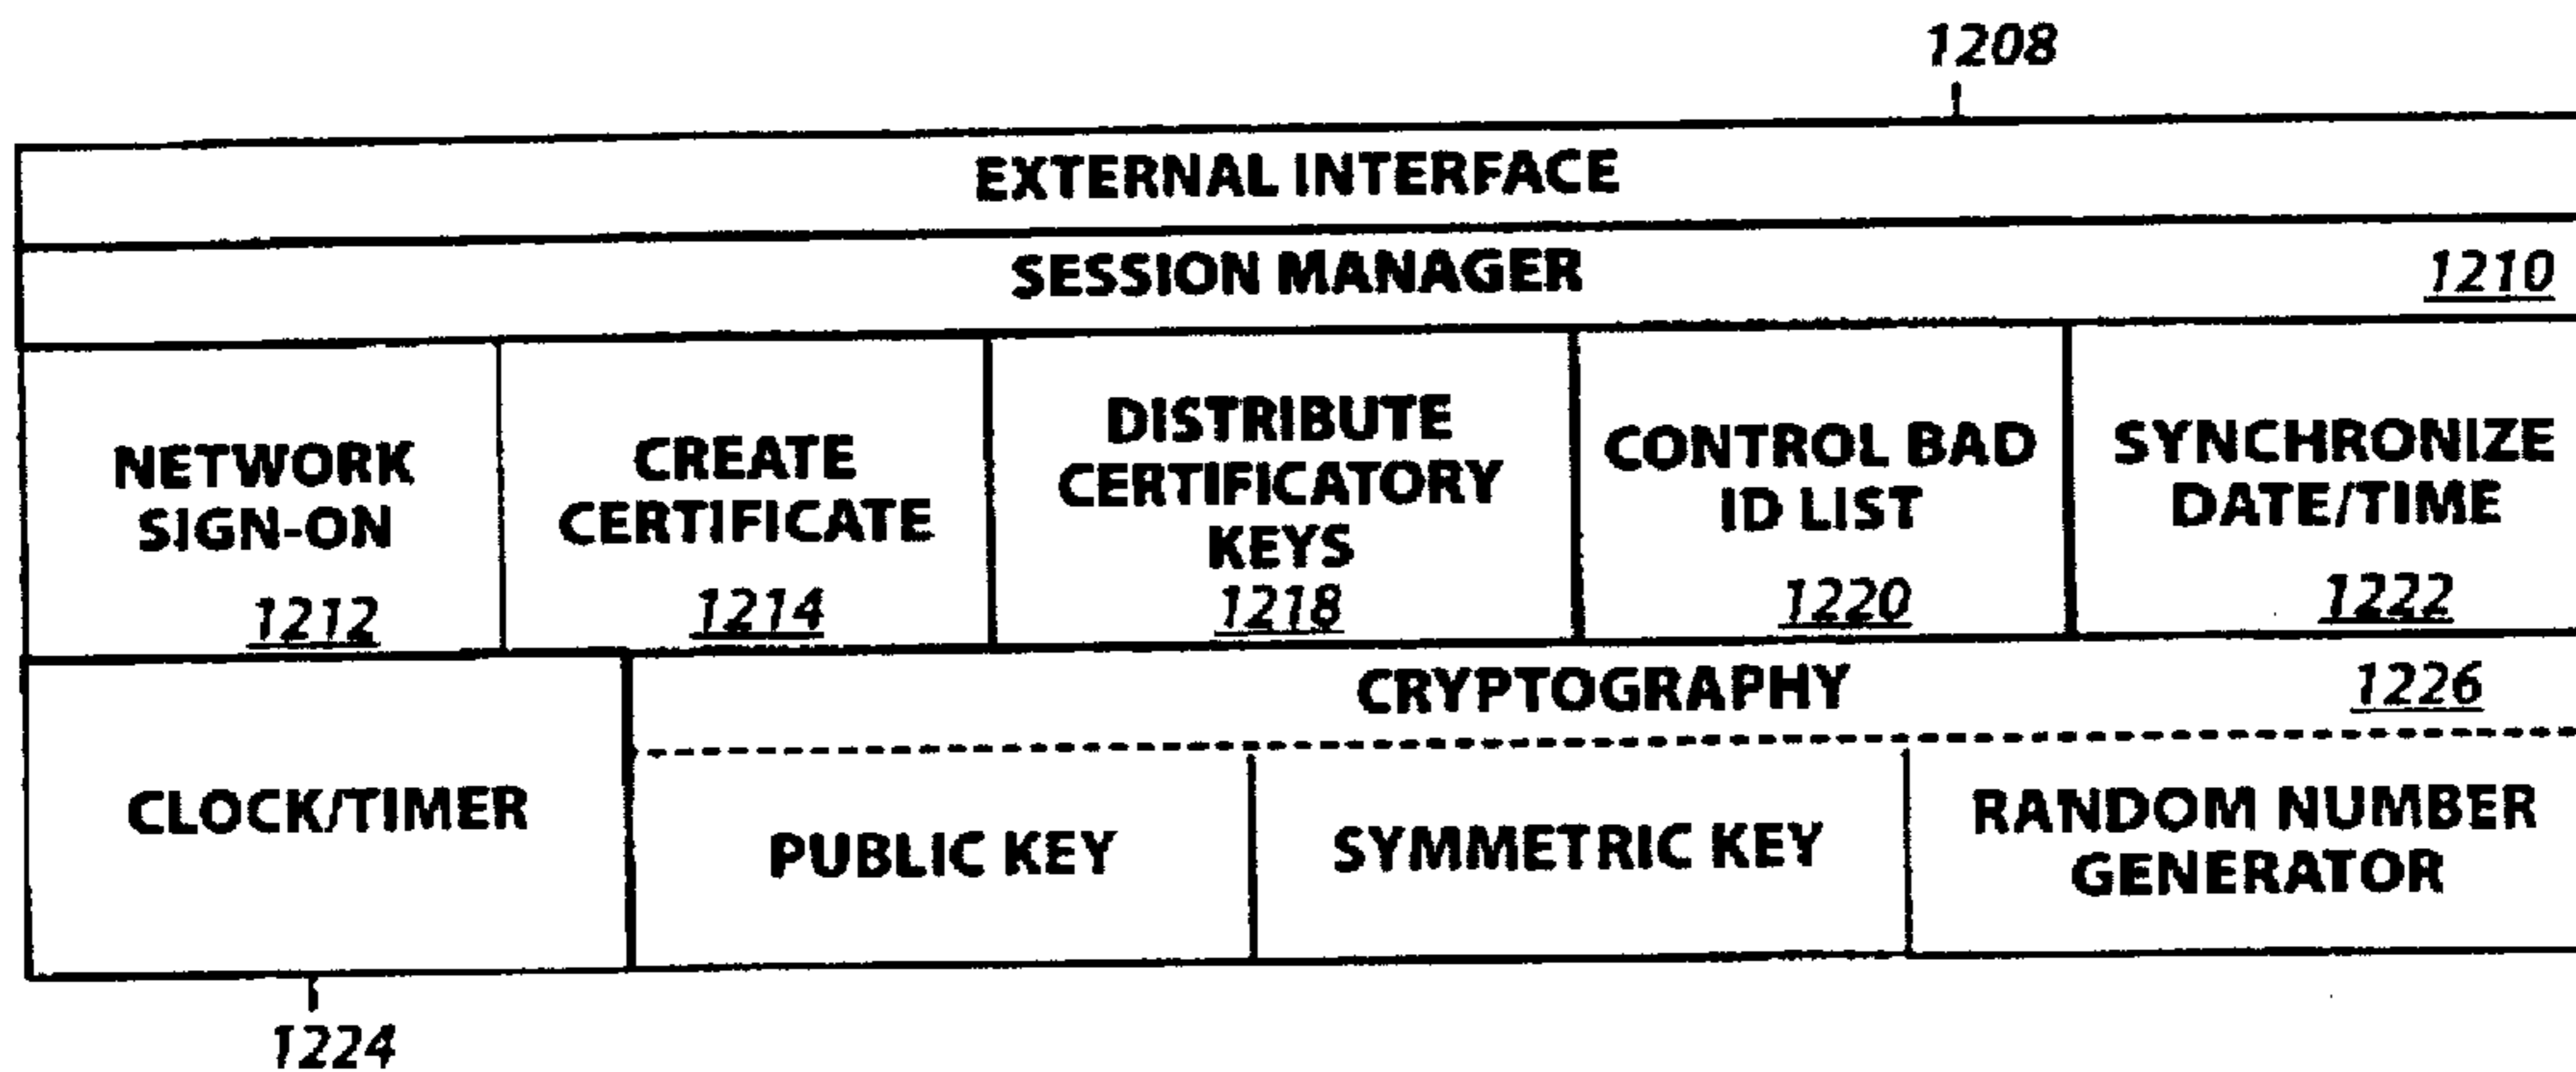 1208
EXTERNAL INTERFACE
SESSION MANAGER
1210
NETWORK
SIGN-ON
1212
CREATE
CERTIFICATE
1214
DISTRIBUTE
CERTIFICATORY
KEYS
1218
CONTROL BAD
ID LIST
1220
SYNCHRONIZE
DATE/TIME
1222
CLOCK/TIMER
1224
CRYPTOGRAPHY
1226
PUBLIC KEY
SYMMETRIC KEY
RANDOM NUMBER
GENERATOR